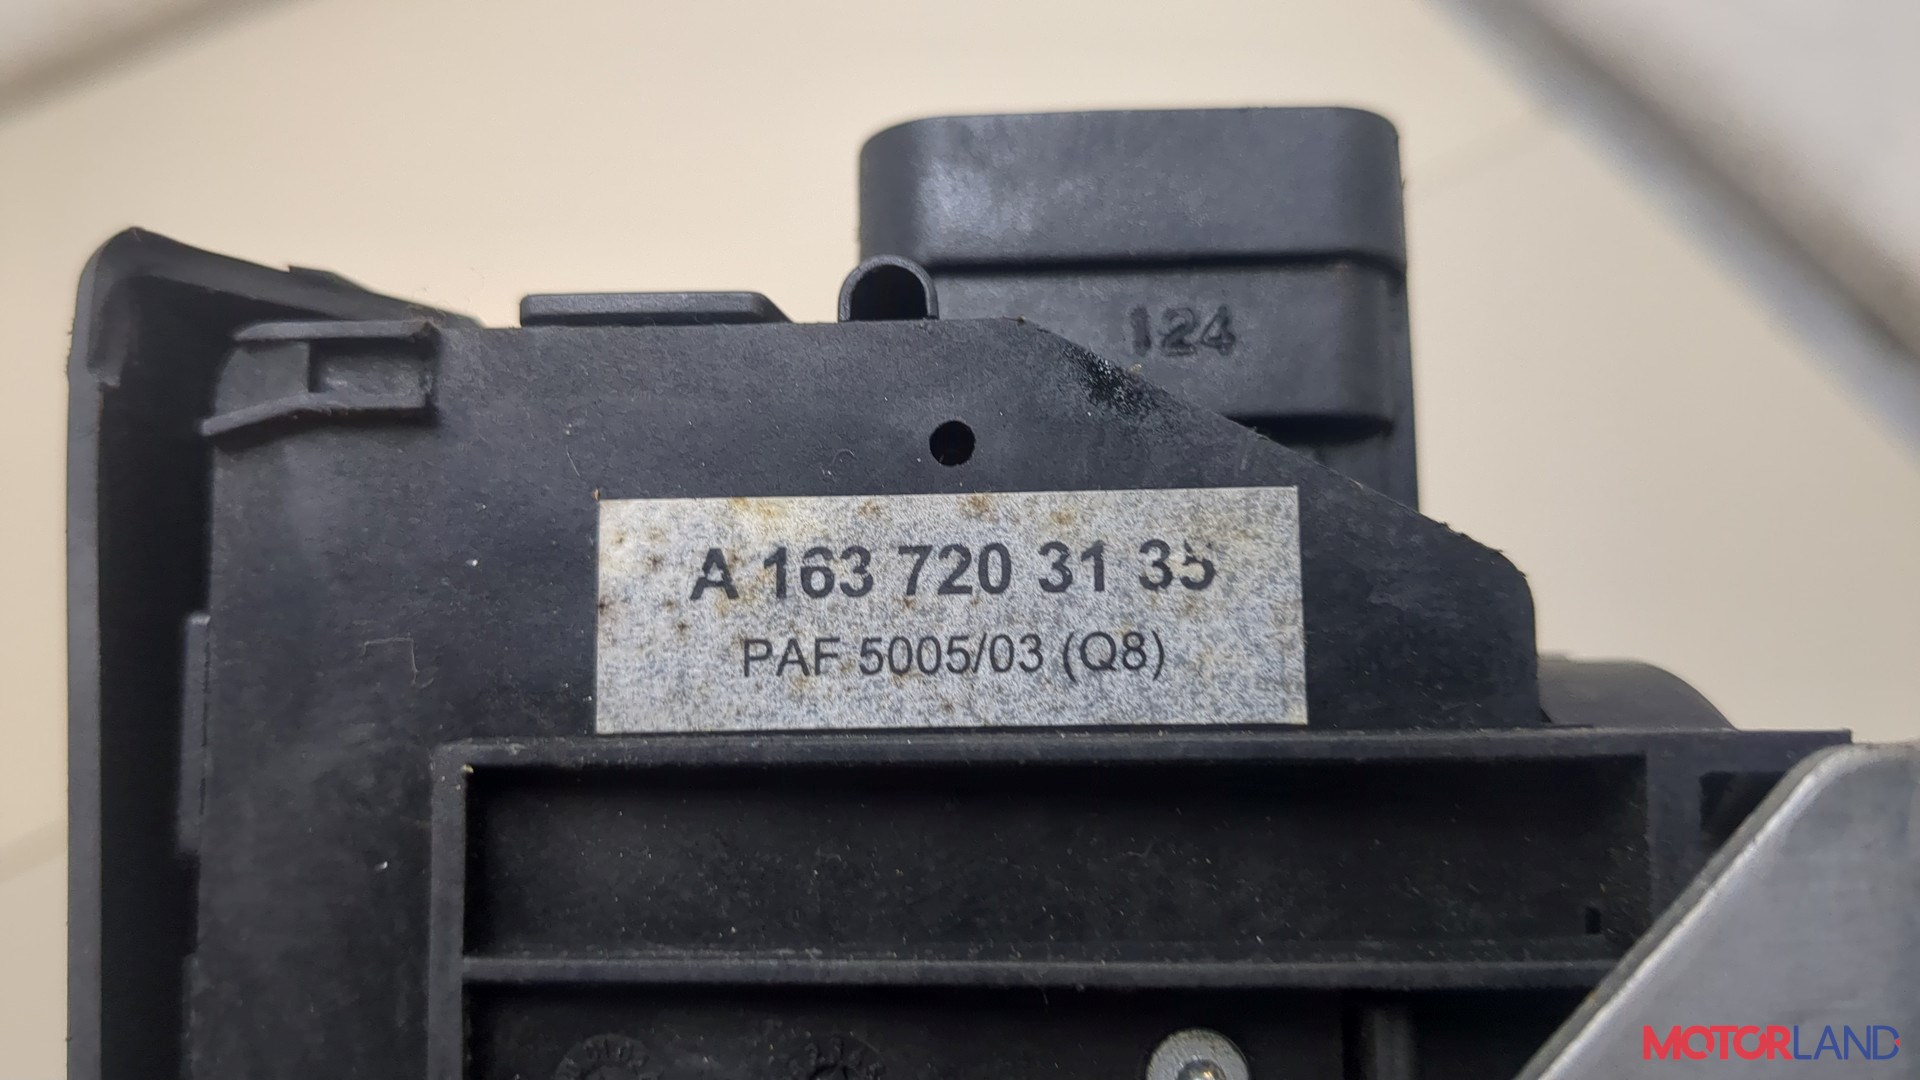 124
A 163 720 31 35
PAF 5005/03 (Q8)
MOTORLAND